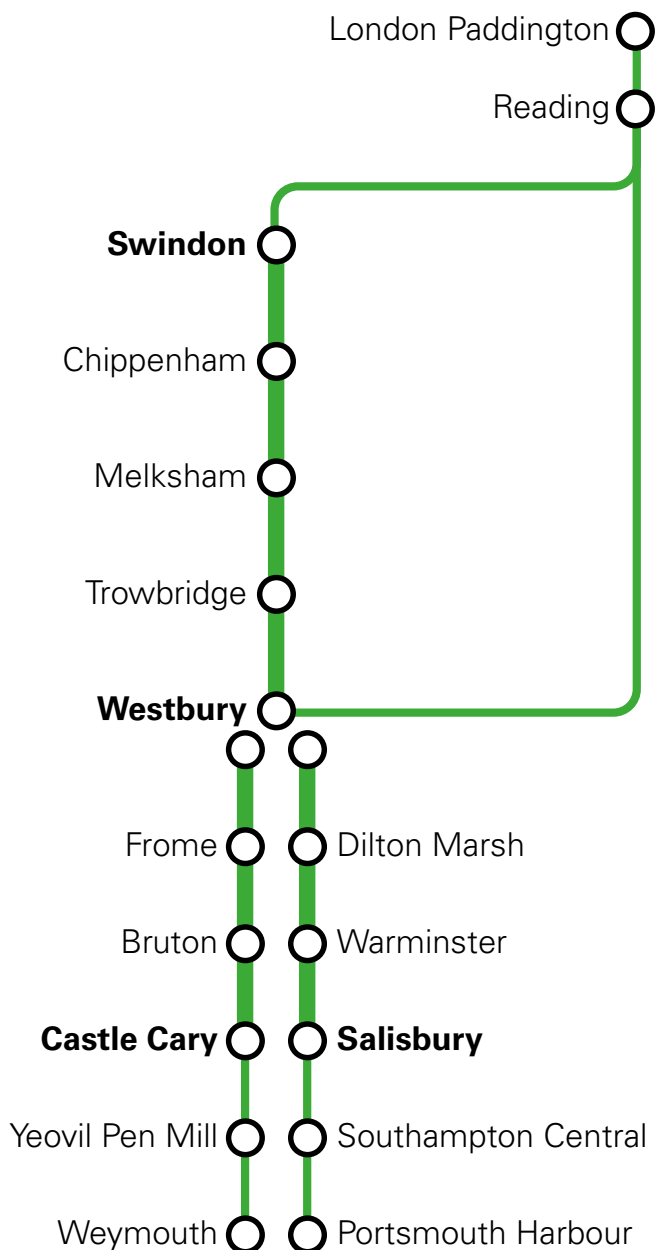 London Paddington
Reading
Swindon
Chippenham
Melksham
Trowbridge
Westbury
Frome
Dilton Marsh
Bruton
Warminster
Castle Cary
Salisbury
Yeovil Pen Mill
Southampton Central
Weymouth
Portsmouth Harbour